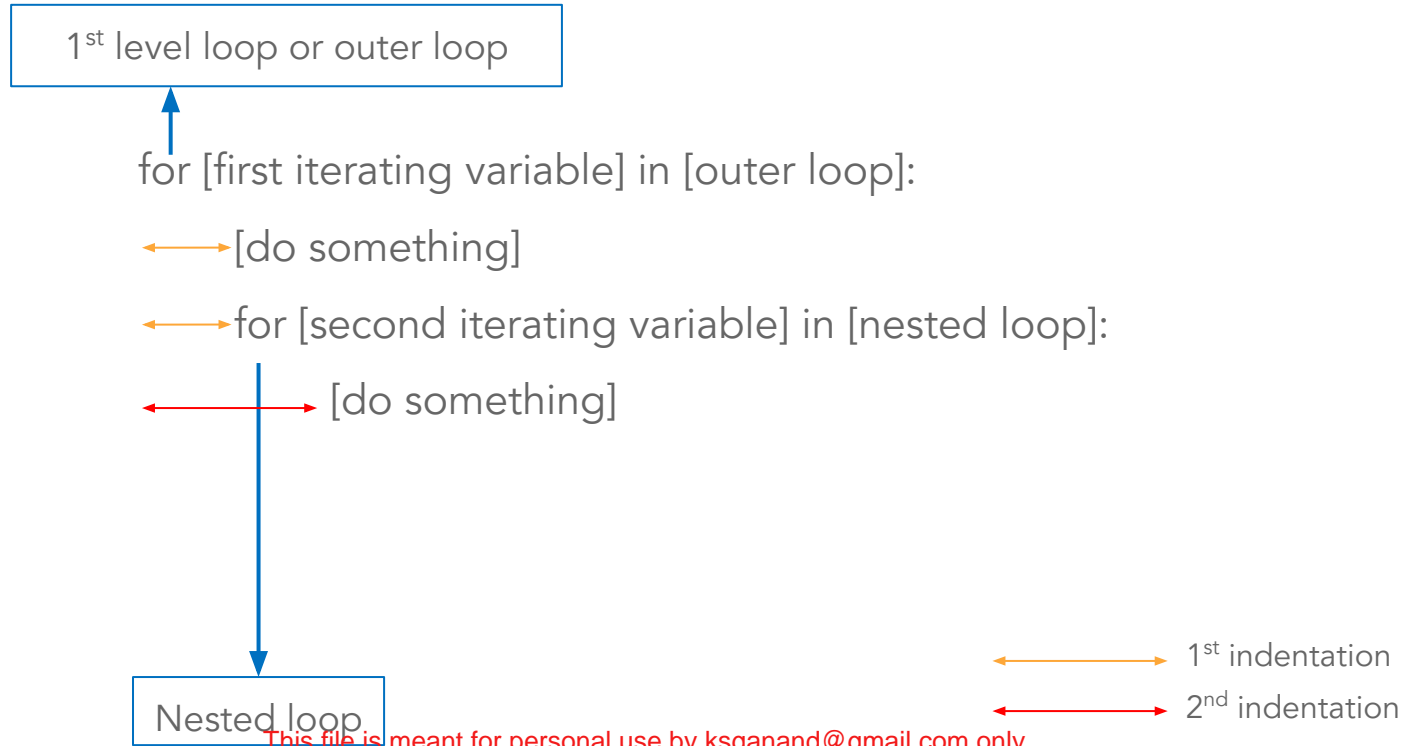 1st level loop or outer loop
for [first iterating variable] in [outer loop]:
[do something]
for [second iterating variable] in [nested loop]:
[do something]
1st indentation
2nd indentation
Nested loop
This file is meant for personal use by ksganand@gmail.com only